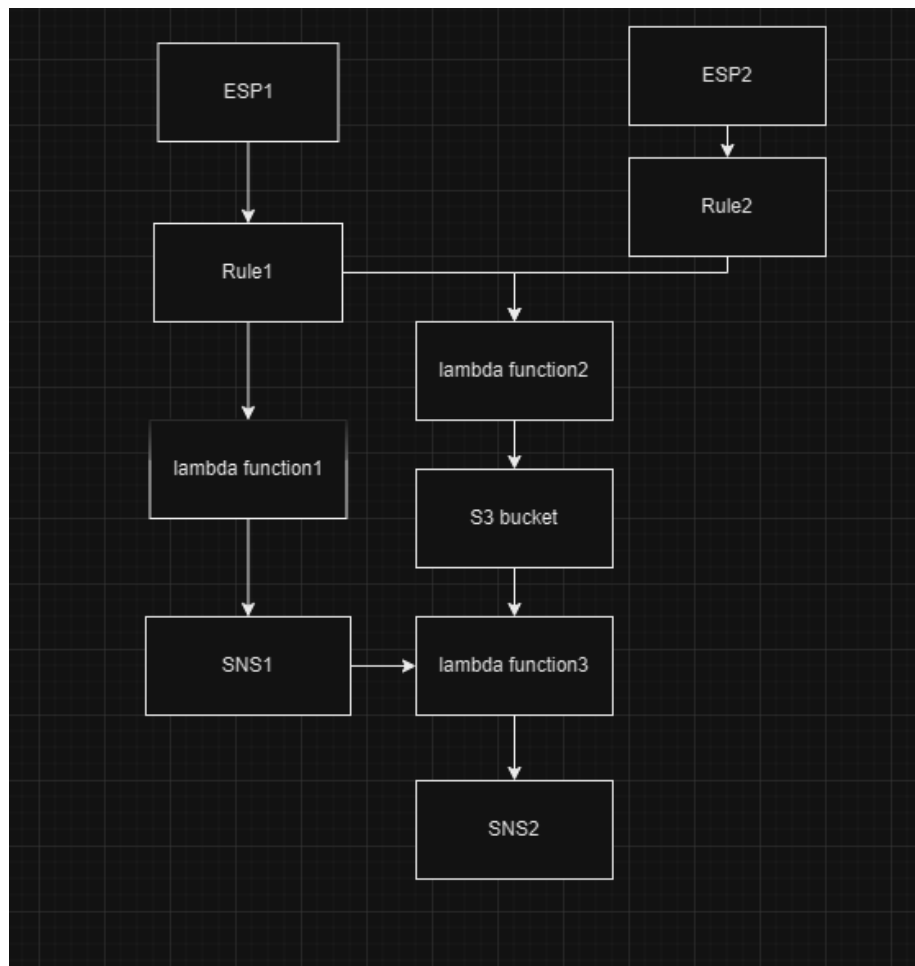 ESP1
ESP2
Rule2
Rule1
lambda function2
lambda function1
S3 bucket
SNS1
lambda function3
SNS2